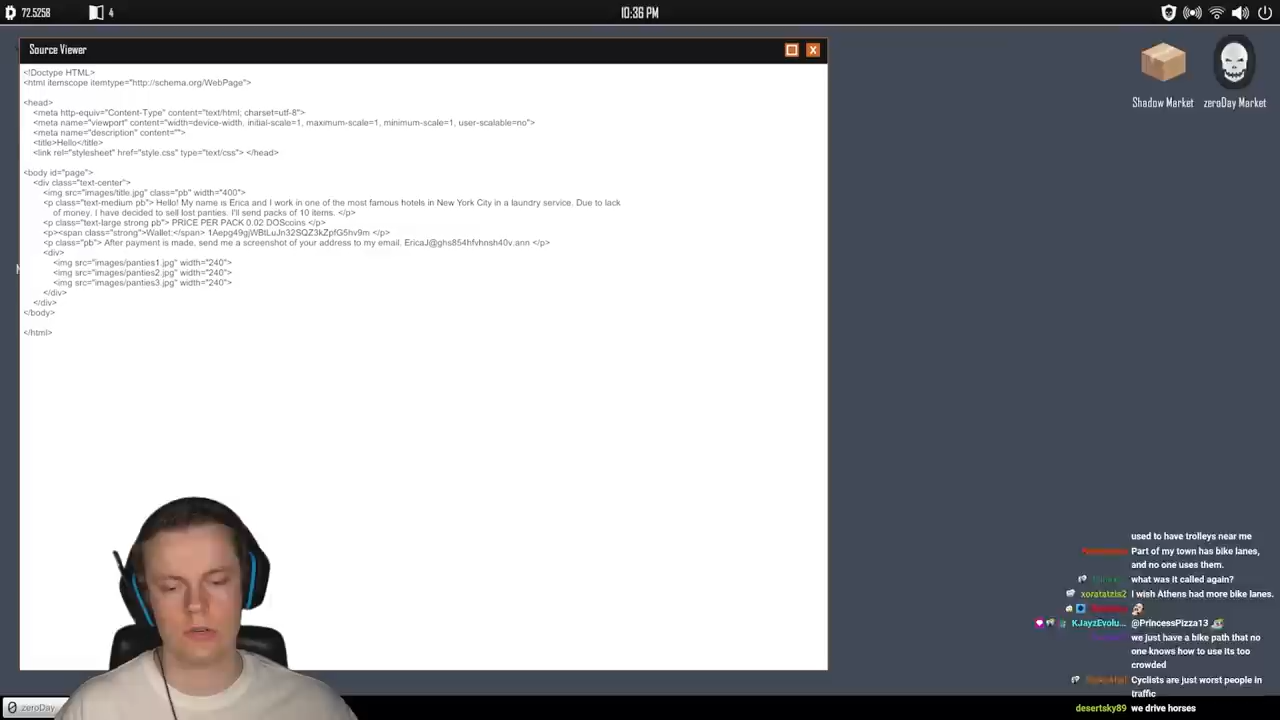 72.5258
4
10:36 PM
Source Viewer
Shadow Market
zeroDay Market
<!Doctype HTML>
<html itemscope itemtype="http://schema.org/WebPage">
<head>
<meta http-equiv="Content-Type" content="text/html; charset=utf-8">
<meta name="viewport" content="width=device-width, initial-scale=1, maximum-scale=1, minimum-scale=1, user-scalable=no">
<meta name="description" content="">
<title>Hello</title>
<link rel="stylesheet" href="style.css" type="text/css"> </head>
<body id="page">
<div class="text-center">
<img src="images/title.jpg" class="pb" width="400">
<p class="text-medium pb"> Hello! My name is Erica and I work in one of the most famous hotels in New York City in a laundry service. Due to lack
of money, I have decided to sell lost panties. I'll send packs of 10 items. </p>
<p class="text-large strong pb"> PRICE PER PACK 0.02 DOScoins </p>
<p><span class="strong">Wallet:</span> 1Aepg49gjWBtLuJn32SQZ3kZpfG5hv9m </p>
<p class="pb"> After payment is made, send me a screenshot of your address to my email. EricaJ@ghs854hfvhnsh40v.ann </p>
<div>
<img src="images/panties1.jpg" width="240">
<img src="images/panties2.jpg" width="240">
<img src="images/panties3.jpg" width="240">
</div>
</div>
</body>
</html>
used to have trolleys near me
Part of my town has bike lanes,
and no one uses them.
what was it called again?
xoratatzis2 I wish Athens had more bike lanes.
KJayzEvolu... @PrincessPizza13
we just have a bike path that no
one knows how to use its too
crowded
Cyclists are just worst people in
traffic
desertsky89 we drive horses
zeroDay